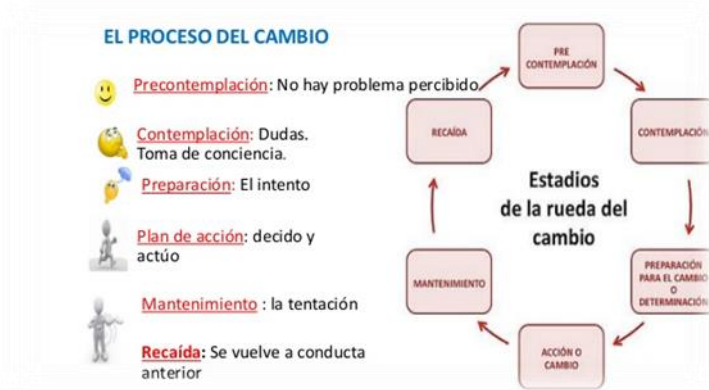 EL PROCESO DEL CAMBIO
Precontemplación: No hay problema percibido.
Contemplación: Dudas.
Toma de conciencia.
Preparación: El intento
Plan de acción: decido y
actúo
Mantenimiento : la tentación
Recaída: Se vuelve a conducta
anterior
PRE
CONTEMPLACIÓN
CONTEMPLACIÓN
PREPARACIÓN
PARA EL CAMBIO
O
DETERMINACIÓN
ACCIÓN O
CAMBIO
MANTENIMIENTO
RECAÍDA
Estadios
de la rueda del
cambio